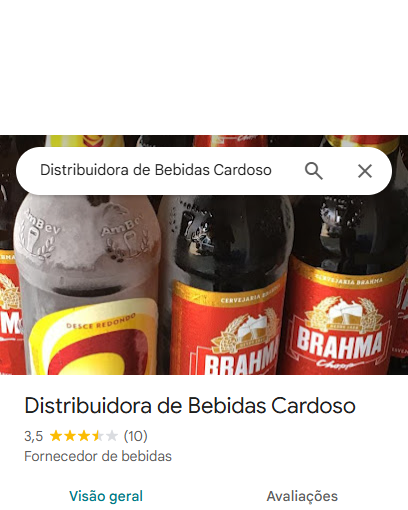 Distribuidora de Bebidas Cardoso
AmBev
AmBev
DESCE REDONDO
CERVEJARIA BRAHMA
BRAHMA
Chopp
CERVEJARIA BRAHMA
BRAHMA
Chopp
Distribuidora de Bebidas Cardoso
3,5 (10)
Fornecedor de bebidas
Visão geral
Avaliações